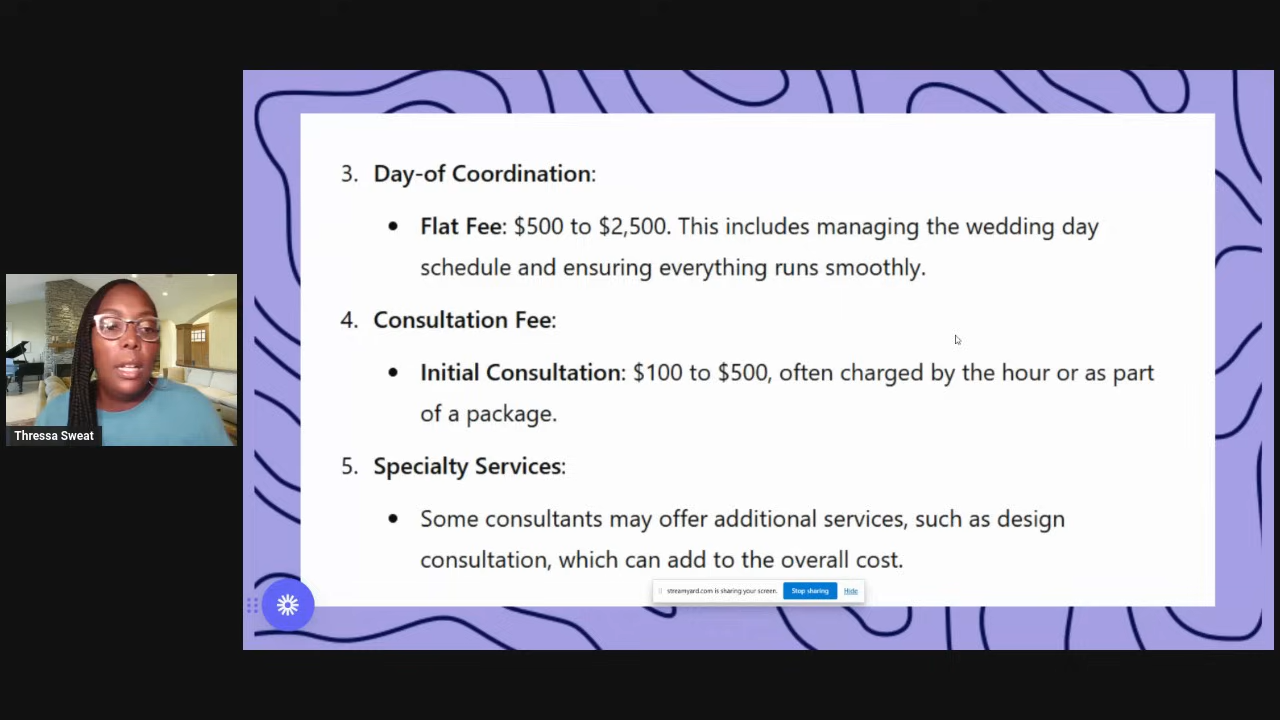 3. Day-of Coordination:
• Flat Fee: $500 to $2,500. This includes managing the wedding day
schedule and ensuring everything runs smoothly.
4. Consultation Fee:
• Initial Consultation: $100 to $500, often charged by the hour or as part
of a package.
5. Specialty Services:
• Some consultants may offer additional services, such as design
consultation, which can add to the overall cost.
streamyard.com is sharing your screen. Stop sharing Hide
Thressa Sweat